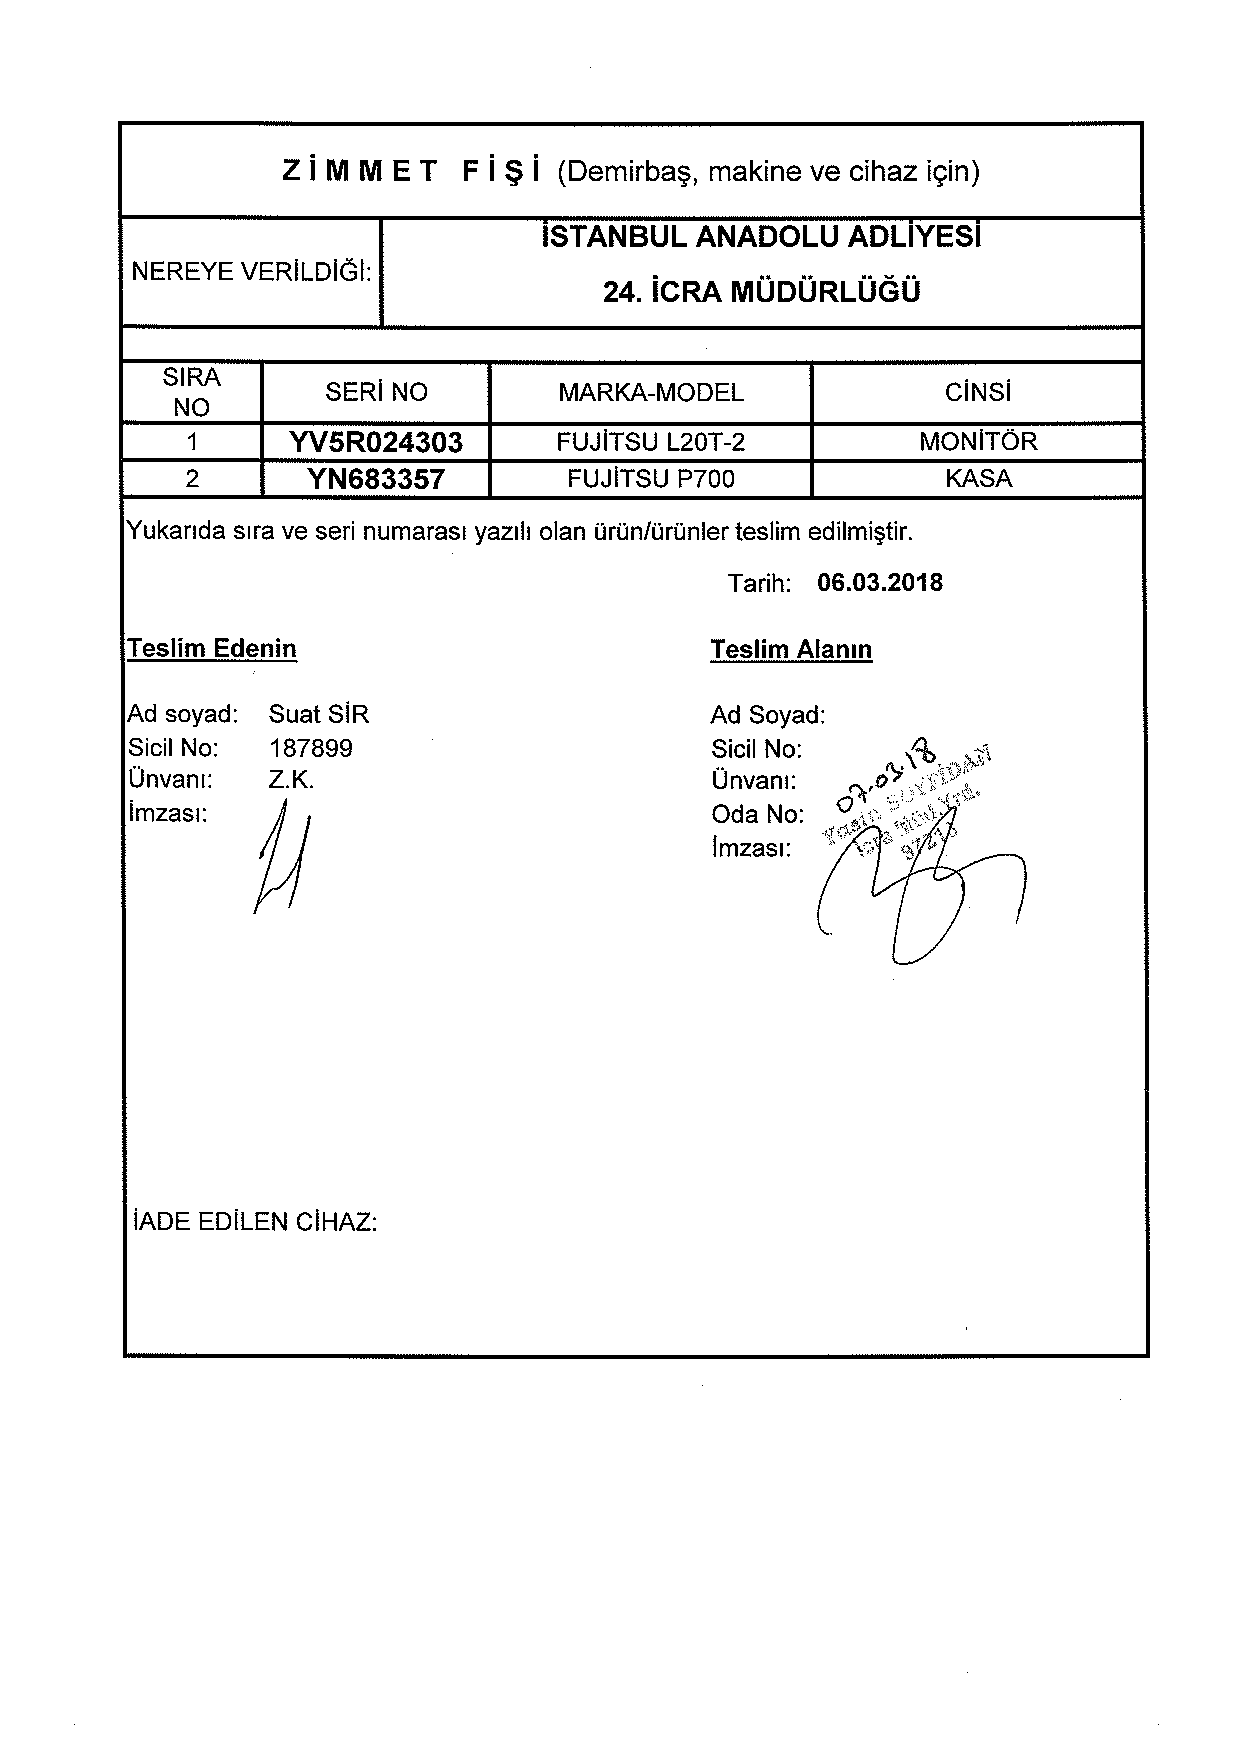 ZİMMET FİŞİ (Demirbaş, makine ve cihaz için)
NEREYE VERİLDİĞİ:
İSTANBUL ANADOLU ADLİYESİ
24. İCRA MÜDÜRLÜĞÜ
SIRA NO SERİ NO MARKA-MODEL CİNSİ
1 YV5R024303 FUJİTSU L20T-2 MONİTÖR
2 YN683357 FUJİTSU P700 KASA
Yukarıda sıra ve seri numarası yazılı olan ürün/ürünler teslim edilmiştir.
Tarih: 06.03.2018
Teslim Edenin
Ad soyad: Suat SİR
Sicil No: 187899
Ünvanı: Z.K.
İmzası:
Teslim Alanın
Ad Soyad:
Sicil No:
Ünvanı:
Oda No:
İmzası:
07.03.18
Yasin
İcra Müd. Yrd.
İADE EDİLEN CİHAZ: